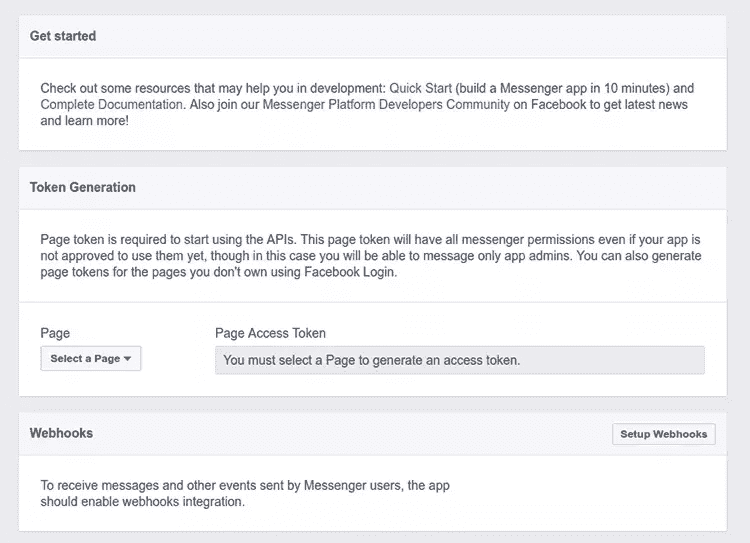 Get started
Check out some resources that may help you in development: Quick Start (build a Messenger app in 10 minutes) and
Complete Documentation. Also join our Messenger Platform Developers Community on Facebook to get latest news
and learn more!
Token Generation
Page token is required to start using the APIs. This page token will have all messenger permissions even if your app is
not approved to use them yet, though in this case you will be able to message only app admins. You can also generate
page tokens for the pages you don't own using Facebook Login.
Page
Page Access Token
Select a Page
You must select a Page to generate an access token.
Webhooks
Setup Webhooks
To receive messages and other events sent by Messenger users, the app
should enable webhooks integration.